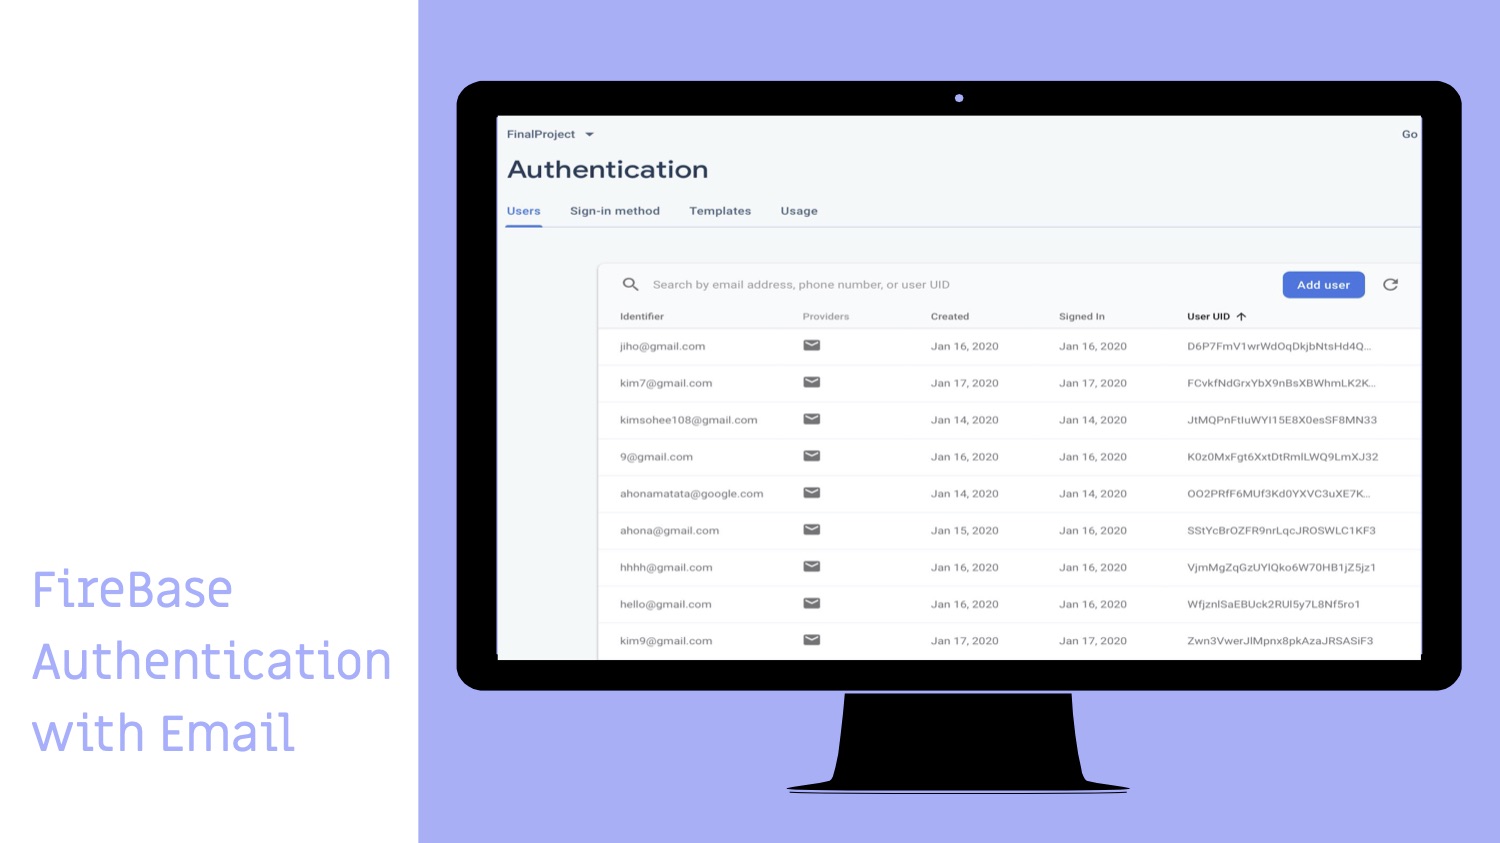 FireBase
Authentication
with Email
FinalProject
Go
Authentication
Users Sign-in method Templates Usage
Search by email address, phone number, or user UID Add user
Identifier Providers Created Signed In User UID
jiho@gmail.com Jan 16, 2020 Jan 16, 2020 D6P7FmV1wrWdOqDkjbNtsHd4Q...
kim7@gmail.com Jan 17, 2020 Jan 17, 2020 FCvkfNdGrxYbX9nBsXBWhmLK2K...
kimsohee108@gmail.com Jan 14, 2020 Jan 14, 2020 JtMQPnFtIuWYI15E8X0esSF8MN33
9@gmail.com Jan 16, 2020 Jan 16, 2020 K0z0MxFgt6XxtDtRmlLWQ9LmXJ32
ahonamatata@google.com Jan 14, 2020 Jan 14, 2020 OO2PRfF6MUf3Kd0YXVC3uXE7K...
ahona@gmail.com Jan 15, 2020 Jan 16, 2020 SStYcBrOZFR9nrLqcJROSWLC1KF3
hhhh@gmail.com Jan 16, 2020 Jan 16, 2020 VjmMgZqGzUYlQko6W70HB1jZ5jz1
hello@gmail.com Jan 16, 2020 Jan 16, 2020 WfjznlSaEBUck2RUI5y7L8Nf5ro1
kim9@gmail.com Jan 17, 2020 Jan 17, 2020 Zwn3VwerJlMpnx8pkAzaJRSASiF3